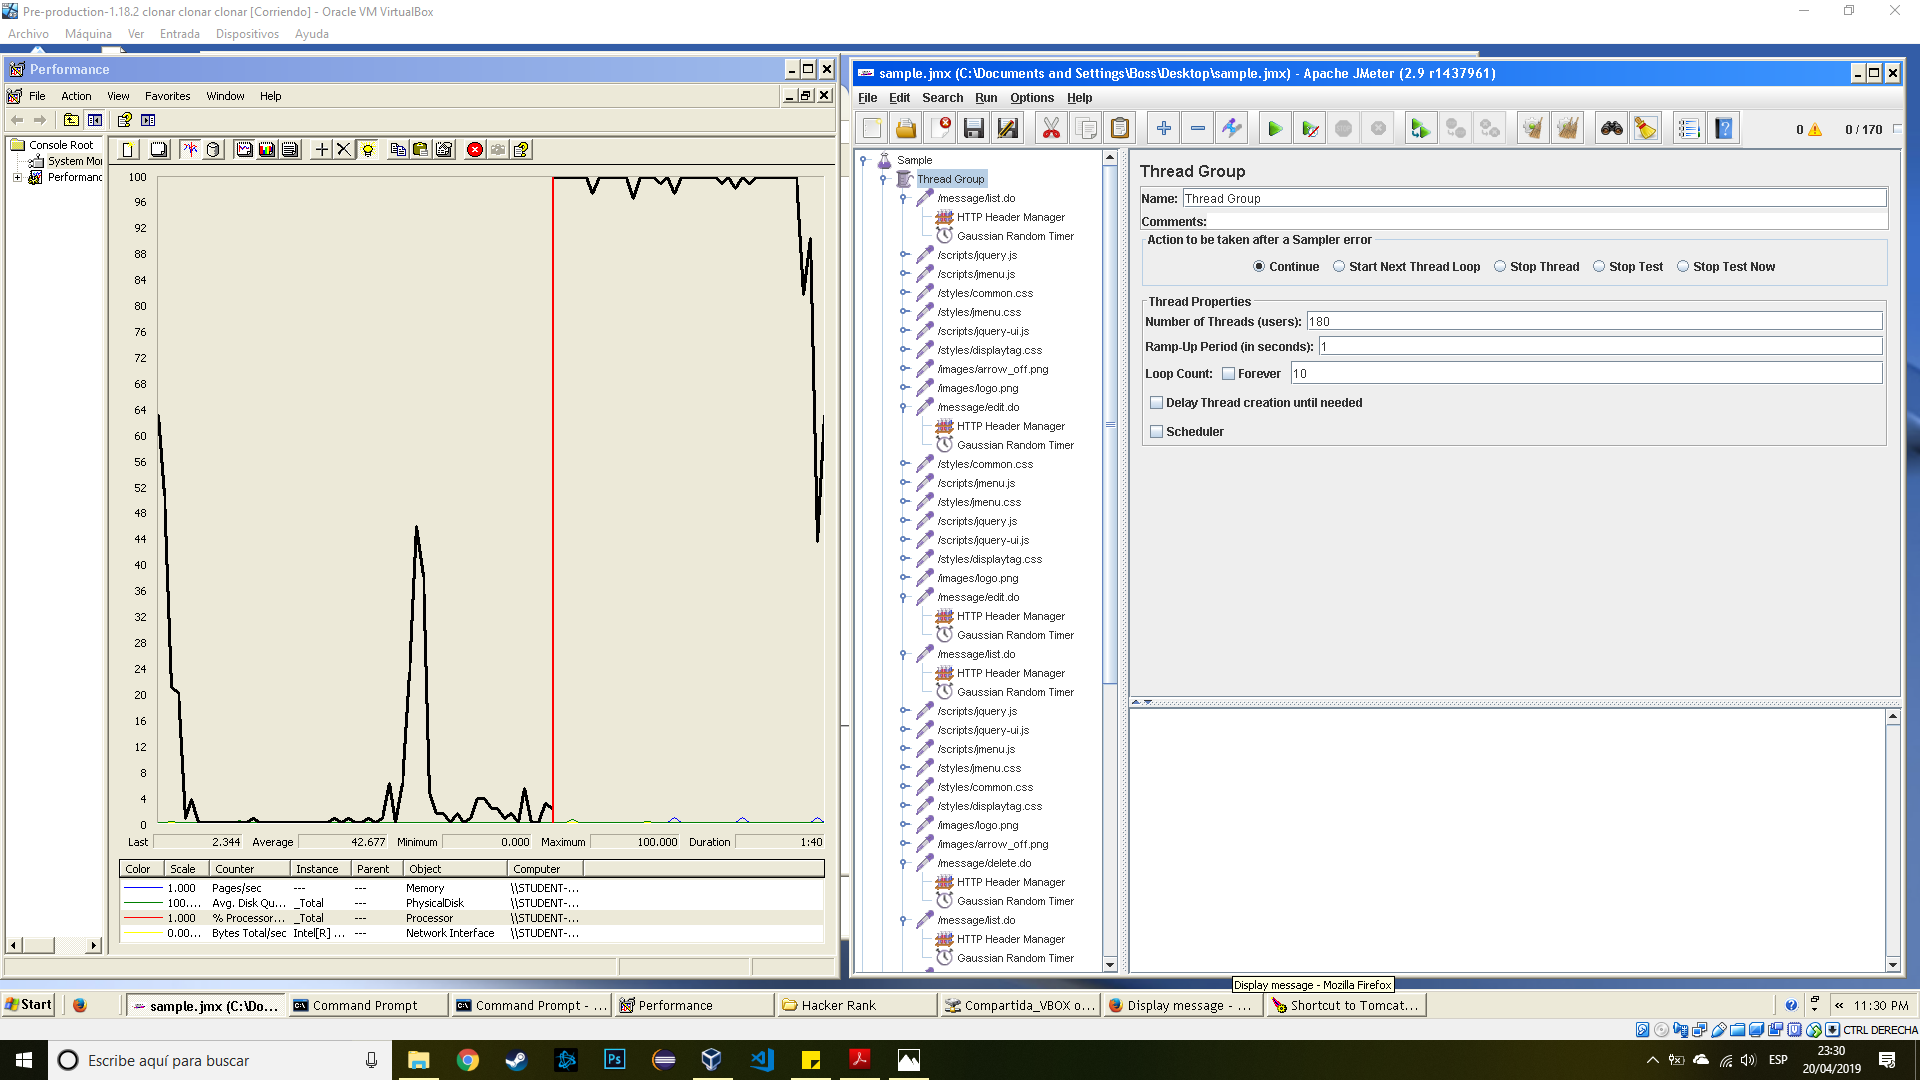 Pre-production-1.18.2 clonar clonar clonar [Corriendo] - Oracle VM VirtualBox
Archivo Máquina Ver Entrada Dispositivos Ayuda
Performance
File Action View Favorites Window Help
Console Root
System Mo
Performanc
100
96
92
88
84
80
76
72
68
64
60
56
52
48
44
40
36
32
28
24
20
16
12
8
4
0
Last 2.344 Average 42.677 Minimum 0.000 Maximum 100.000 Duration 1:40
Color Scale Counter Instance Parent Object Computer
1.000 Pages/sec --- --- Memory \\STUDENT-...
100.... Avg. Disk Qu... _Total --- PhysicalDisk \\STUDENT-...
1.000 % Processor... _Total --- Processor \\STUDENT-...
0.00... Bytes Total/sec Intel[R] ... --- Network Interface \\STUDENT-...
sample.jmx (C:\Documents and Settings\Boss\Desktop\sample.jmx) - Apache JMeter (2.9 r1437961)
File Edit Search Run Options Help
0 0 / 170
Sample
Thread Group
/message/list.do
HTTP Header Manager
Gaussian Random Timer
/scripts/jquery.js
/scripts/jmenu.js
/styles/common.css
/styles/jmenu.css
/scripts/jquery-ui.js
/styles/displaytag.css
/images/arrow_off.png
/images/logo.png
/message/edit.do
HTTP Header Manager
Gaussian Random Timer
/styles/common.css
/scripts/jmenu.js
/styles/jmenu.css
/scripts/jquery.js
/scripts/jquery-ui.js
/styles/displaytag.css
/images/logo.png
/message/edit.do
HTTP Header Manager
Gaussian Random Timer
/message/list.do
HTTP Header Manager
Gaussian Random Timer
/scripts/jquery.js
/scripts/jquery-ui.js
/scripts/jmenu.js
/styles/jmenu.css
/styles/common.css
/styles/displaytag.css
/images/logo.png
/images/arrow_off.png
/message/delete.do
HTTP Header Manager
Gaussian Random Timer
/message/list.do
HTTP Header Manager
Gaussian Random Timer
Thread Group
Name: Thread Group
Comments:
Action to be taken after a Sampler error
Continue Start Next Thread Loop Stop Thread Stop Test Stop Test Now
Thread Properties
Number of Threads (users): 180
Ramp-Up Period (in seconds): 1
Loop Count: Forever 10
Delay Thread creation until needed
Scheduler
Display message - Mozilla Firefox
Start sample.jmx (C:\Do... Command Prompt Command Prompt - ... Performance Hacker Rank Compartida_VBOX o... Display message - ... Shortcut to Tomcat... « 11:30 PM
CTRL DERECHA
Escribe aquí para buscar
ESP
23:30
20/04/2019